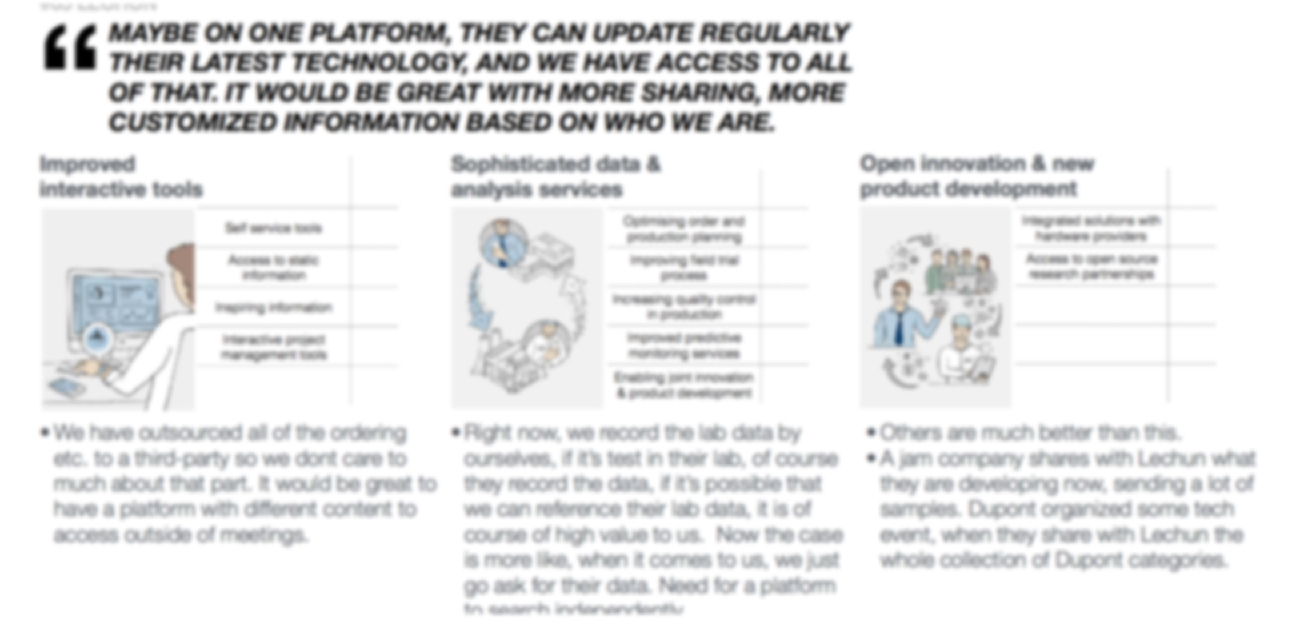 MAYBE ON ONE PLATFORM, THEY CAN UPDATE REGULARLY
THEIR LATEST TECHNOLOGY, AND WE HAVE ACCESS TO ALL
OF THAT. IT WOULD BE GREAT WITH MORE SHARING, MORE
CUSTOMIZED INFORMATION BASED ON WHO WE ARE.
Improved
interactive tools
Self service tools
Access to static
information
Inspiring information
Interactive project
management tools
• We have outsourced all of the ordering
etc. to a third-party so we dont care to
much about that part. It would be great to
have a platform with different content to
access outside of meetings.
Sophisticated data &
analysis services
Optimising order and
production planning
Improving field trial
process
Increasing quality control
in production
Improved predictive
monitoring services
Enabling joint innovation
& product development
• Right now, we record the lab data by
ourselves, if it's test in their lab, of course
they record the data, if it's possible that
we can reference their lab data, it is of
course of high value to us. Now the case
is more like, when it comes to us, we just
go ask for their data. Need for a platform
to search independently
Open innovation & new
product development
Integrated solutions with
hardware providers
Access to open source
research partnerships
• Others are much better than this.
• A jam company shares with Lechun what
they are developing now, sending a lot of
samples. Dupont organized some tech
event, when they share with Lechun the
whole collection of Dupont categories.